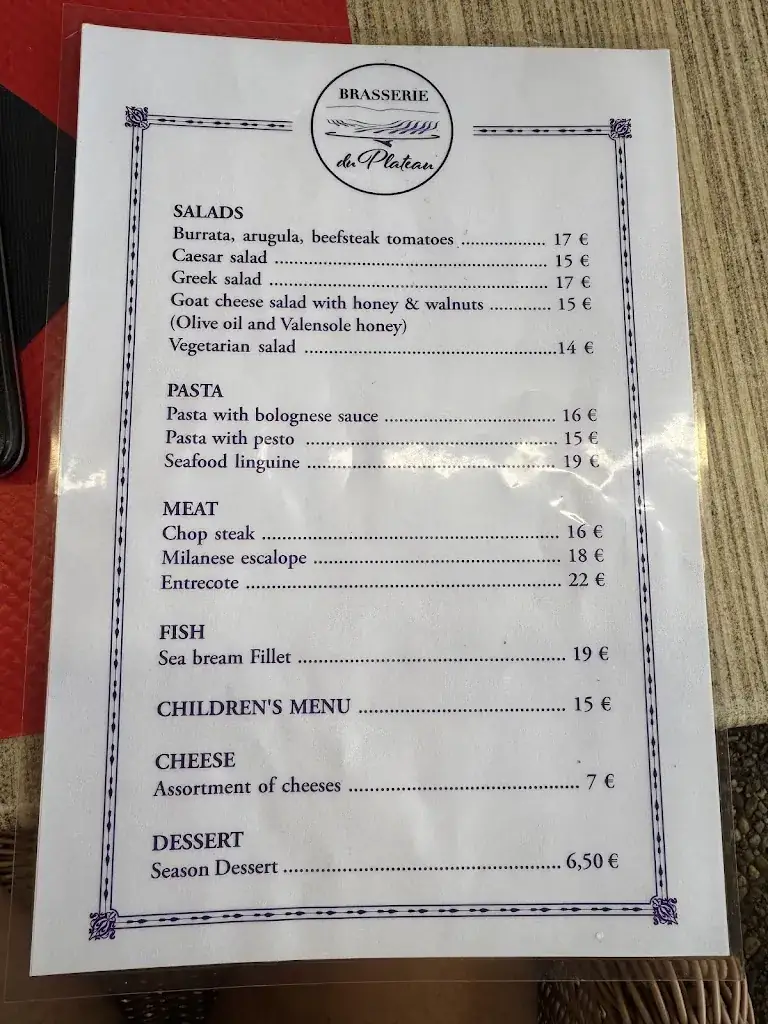 BRASSERIE
du Plateau
SALADS
Burrata, arugula, beefsteak tomatoes ................. 17 €
Caesar salad ....................................................... 15 €
Greek salad ........................................................ 17 €
Goat cheese salad with honey & walnuts ............ 15 €
(Olive oil and Valensole honey)
Vegetarian salad ...................................................14 €
PASTA
Pasta with bolognese sauce .................................. 16 €
Pasta with pesto .................................................. 15 €
Seafood linguine ................................................. 19 €
MEAT
Chop steak .......................................................... 16 €
Milanese escalope ................................................ 18 €
Entrecote ............................................................. 22 €
FISH
Sea bream Fillet .................................................... 19 €
CHILDREN'S MENU ........................................ 15 €
CHEESE
Assortment of cheeses ............................................ 7 €
DESSERT
Season Dessert ..................................................... 6,50 €